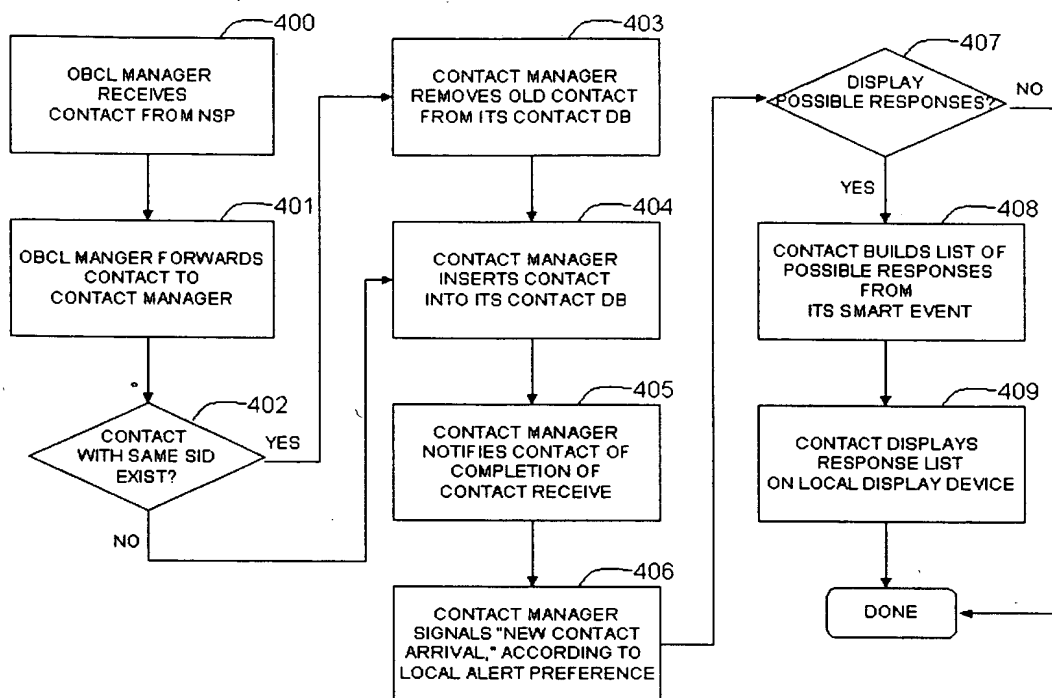 400
OBCL MANAGER
RECEIVES
CONTACT FROM NSP
401
OBCL MANGER FORWARDS
CONTACT TO
CONTACT MANAGER
402
CONTACT
WITH SAME SID
EXIST?
YES
NO
403
CONTACT MANAGER
REMOVES OLD CONTACT
FROM ITS CONTACT DB
404
CONTACT MANAGER
INSERTS CONTACT
INTO ITS CONTACT DB
405
CONTACT MANAGER
NOTIFIES CONTACT OF
COMPLETION OF
CONTACT RECEIVE
406
CONTACT MANAGER
SIGNALS "NEW CONTACT
ARRIVAL," ACCORDING TO
LOCAL ALERT PREFERENCE
407
DISPLAY
POSSIBLE RESPONSES?
NO
YES
408
CONTACT BUILDS LIST OF
POSSIBLE RESPONSES
FROM
ITS SMART EVENT
409
CONTACT DISPLAYS
RESPONSE LIST
ON LOCAL DISPLAY DEVICE
DONE